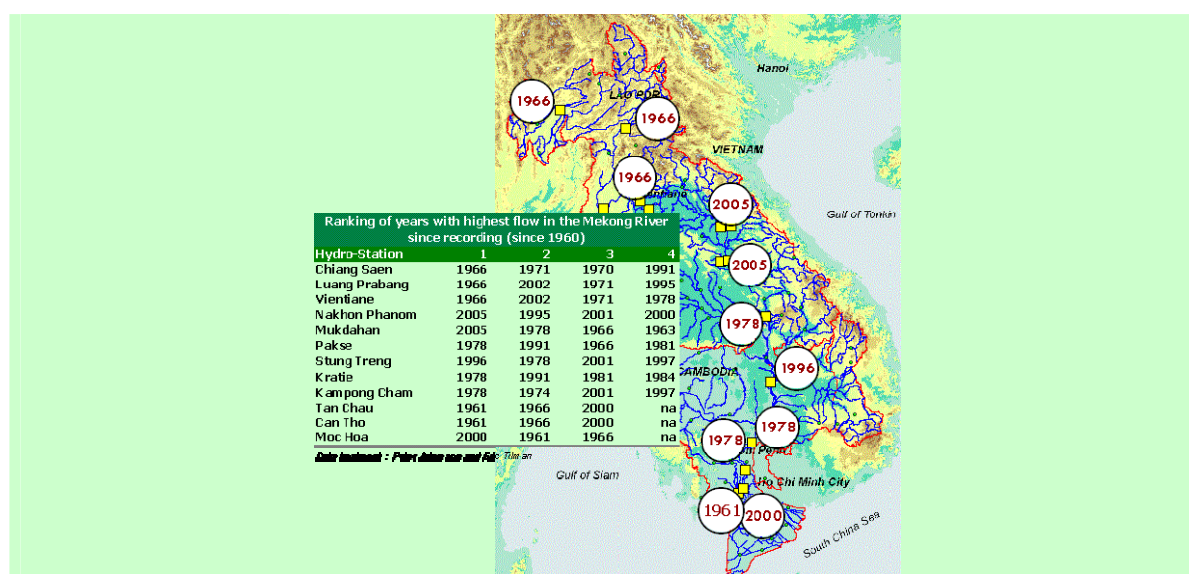 Hanoi
1966
LAO PDR
1966
VIETNAM
1966
2005
Gulf of Tonkin
Ranking of years with highest flow in the Mekong River
since recording (since 1960)
Hydro-Station 1 2 3 4
Chiang Saen 1966 1971 1970 1991
Luang Prabang 1966 2002 1971 1995
Vientiane 1966 2002 1971 1978
Nakhon Phanom 2005 1995 2001 2000
Mukdahan 2005 1978 1966 1963
Pakse 1978 1991 1966 1981
Stung Treng 1996 1978 2001 1997
Kratie 1978 1991 1981 1984
Kampong Cham 1978 1974 2001 1997
Tan Chau 1961 1966 2000 na
Can Tho 1961 1966 2000 na
Moc Hoa 2000 1961 1966 na
2005
1978
1996
CAMBODIA
1978
1978
Penh
Gulf of Siam
Ho Chi Minh City
1961
2000
South China Sea